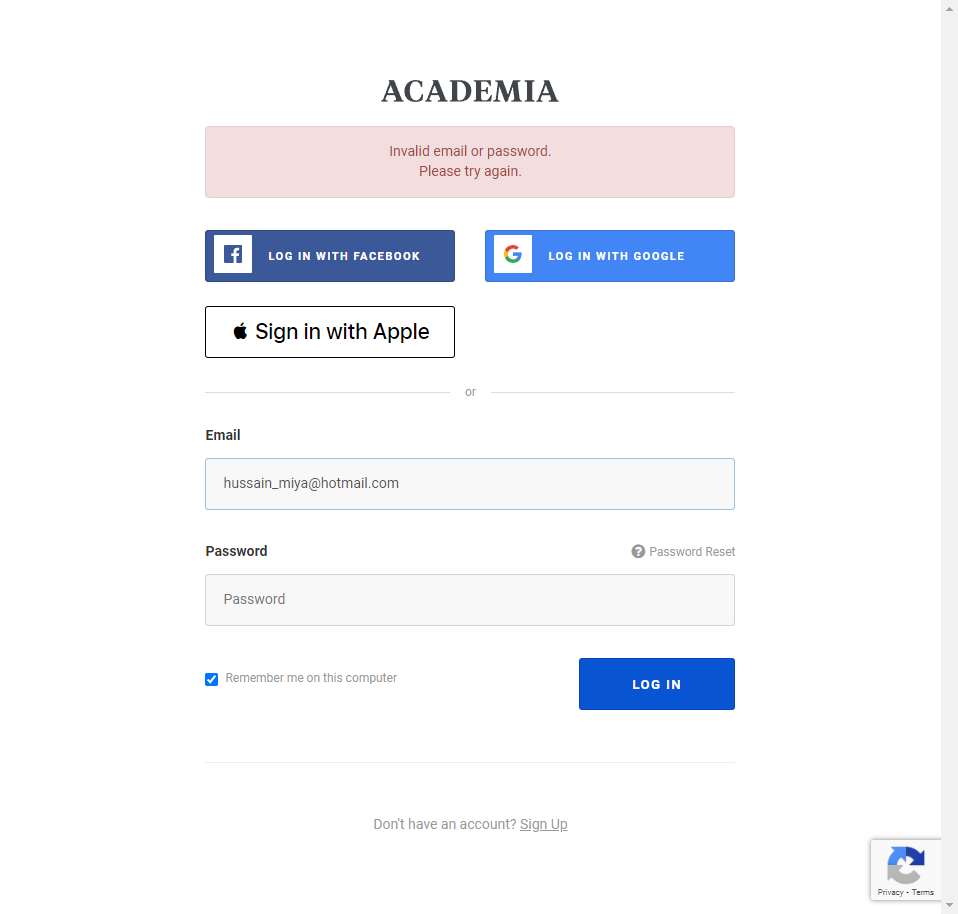 ACADEMIA
Invalid email or password.
Please try again.
LOG IN WITH FACEBOOK
LOG IN WITH GOOGLE
Sign in with Apple
or
Email
hussain_miya@hotmail.com
Password
? Password Reset
Password
Remember me on this computer
LOG IN
Don't have an account? Sign Up
Privacy - Terms